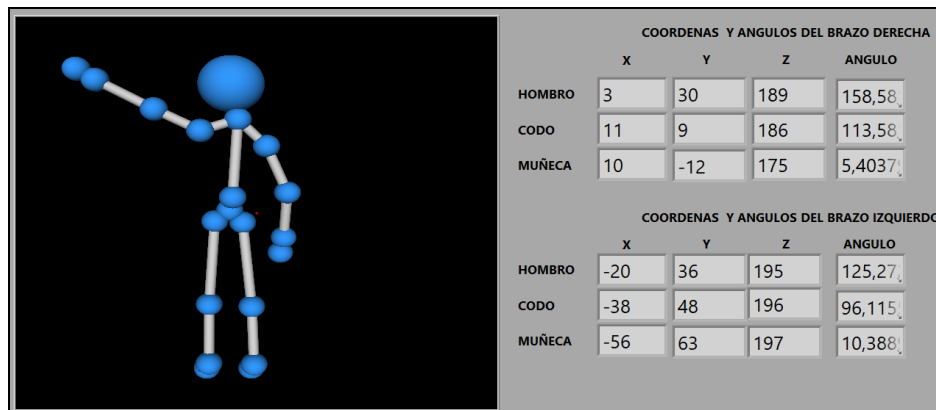 COORDENAS Y ANGULOS DEL BRAZO DERECHA
X Y Z ANGULO
HOMBRO 3 30 189 158,58
CODO 11 9 186 113,58
MUÑECA 10 -12 175 5,4037
COORDENAS Y ANGULOS DEL BRAZO IZQUIERDO
X Y Z ANGULO
HOMBRO -20 36 195 125,27
CODO -38 48 196 96,115
MUÑECA -56 63 197 10,388